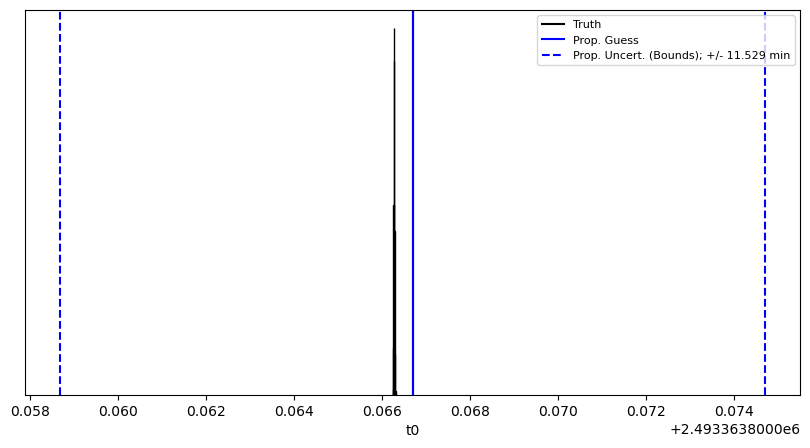 Truth
Prop. Guess
Prop. Uncert. (Bounds); +/- 11.529 min
0.058 0.060 0.062 0.064 0.066 0.068 0.070 0.072 0.074
t0
+2.4933638000e6